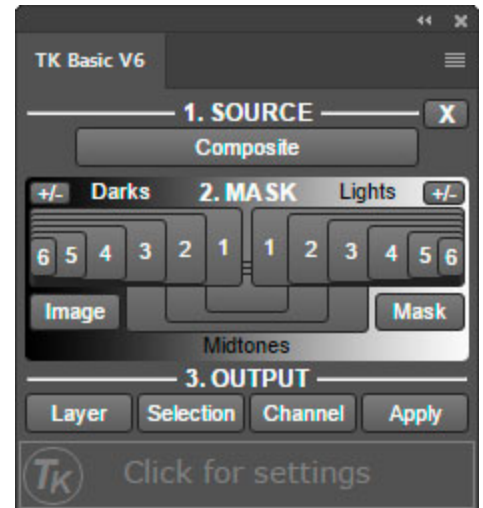 TK Basic V6
1. SOURCE X
Composite
+/- Darks 2. MASK Lights +/-
6 5 4 3 2 1 1 2 3 4 5 6
Image Mask
Midtones
3. OUTPUT
Layer Selection Channel Apply
TK Click for settings